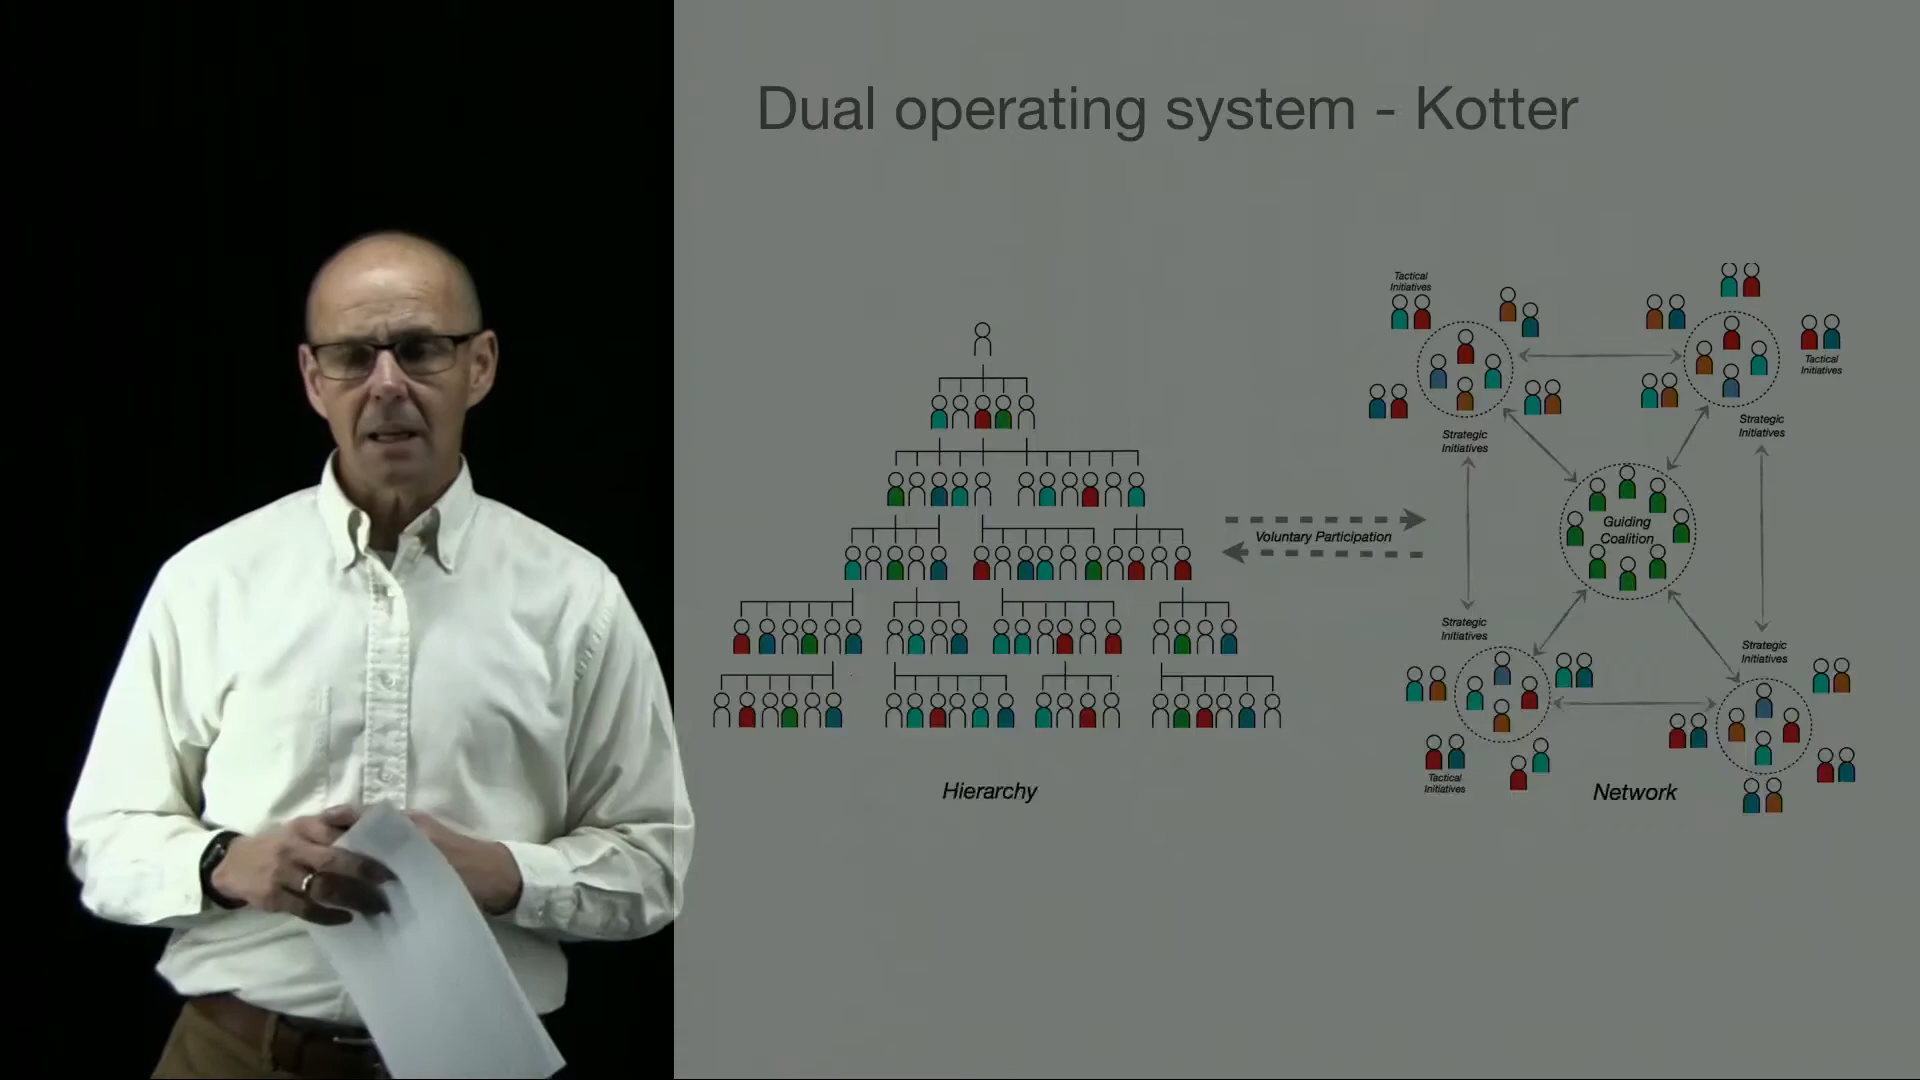 Dual operating system - Kotter
Tactical
Initiatives
Tactical
Initiatives
Strategic
Initiatives
Strategic
Initiatives
Guiding
Coalition
Voluntary Participation
Strategic
Initiatives
Strategic
Initiatives
Tactical
Initiatives
Hierarchy
Network